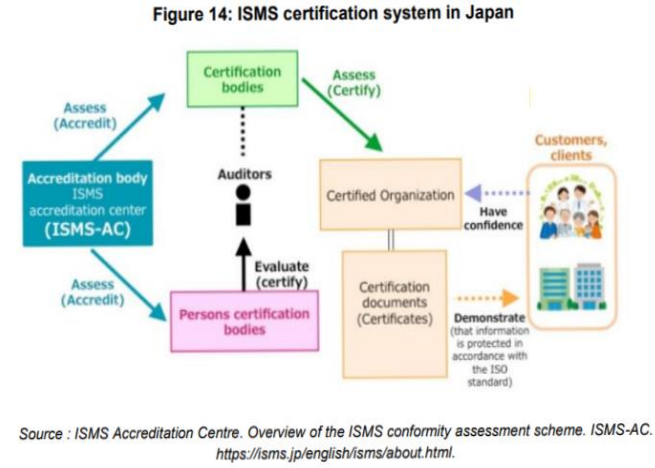 Figure 14: ISMS certification system in Japan
Certification
bodies
Assess
(Certify)
Assess
(Accredit)
Customers,
clients
Auditors
Accreditation body
ISMS
accreditation center
(ISMS-AC)
Certified Organization
Have
confidence
Assess
(Accredit)
Evaluate
(certify)
Persons certification
bodies
Certification
documents
(Certificates)
Demonstrate
(that information
is protected in
accordance with
the ISO
standard)
Source : ISMS Accreditation Centre. Overview of the ISMS conformity assessment scheme. ISMS-AC.
https://isms.jp/english/isms/about.html.